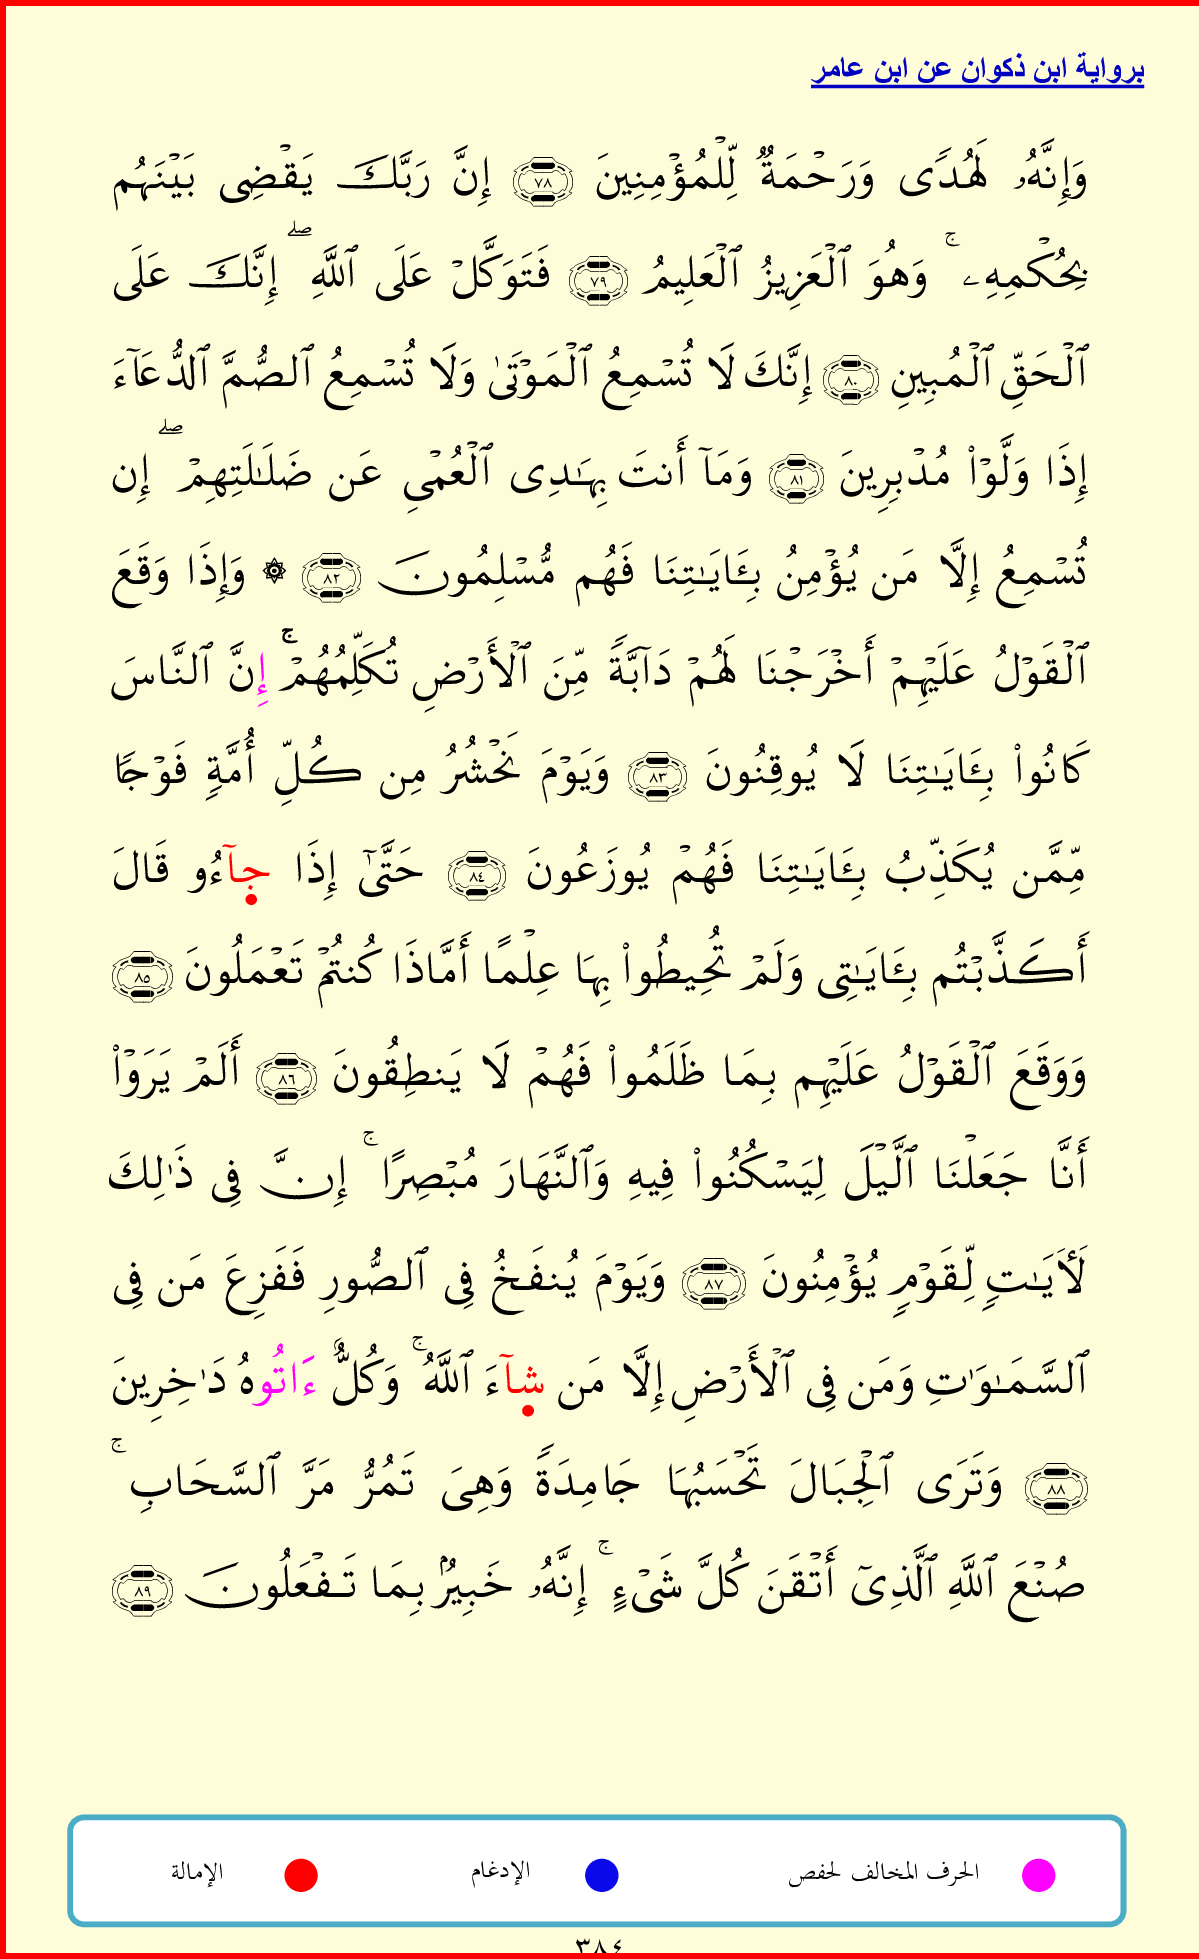 برواية ابن ذكوان عن ابن عامر
وَإِنَّهُۥ لَهُدٗى وَرَحۡمَةٞ لِّلۡمُؤۡمِنِينَ ٧٨ إِنَّ رَبَّكَ يَقۡضِي بَيۡنَهُم
بِحُكۡمِهِۦۚ وَهُوَ ٱلۡعَزِيزُ ٱلۡعَلِيمُ ٧٩ فَتَوَكَّلۡ عَلَى ٱللَّهِۖ إِنَّكَ عَلَى
ٱلۡحَقِّ ٱلۡمُبِينِ ٨٠ إِنَّكَ لَا تُسۡمِعُ ٱلۡمَوۡتَىٰ وَلَا تُسۡمِعُ ٱلصُّمَّ ٱلدُّعَآءَ
إِذَا وَلَّوۡاْ مُدۡبِرِينَ ٨١ وَمَآ أَنتَ بِهَٰدِي ٱلۡعُمۡيِ عَن ضَلَٰلَتِهِمۡۖ إِن
تُسۡمِعُ إِلَّا مَن يُؤۡمِنُ بِـَٔايَٰتِنَا فَهُم مُّسۡلِمُونَ ٨٢ ۞ وَإِذَا وَقَعَ
ٱلۡقَوۡلُ عَلَيۡهِمۡ أَخۡرَجۡنَا لَهُمۡ دَآبَّةٗ مِّنَ ٱلۡأَرۡضِ تُكَلِّمُهُمۡۚ إِنَّ ٱلنَّاسَ
كَانُواْ بِـَٔايَٰتِنَا لَا يُوقِنُونَ ٨٣ وَيَوۡمَ نَحۡشُرُ مِن كُلِّ أُمَّةٖ فَوۡجٗا
مِّمَّن يُكَذِّبُ بِـَٔايَٰتِنَا فَهُمۡ يُوزَعُونَ ٨٤ حَتَّىٰٓ إِذَا جآءُو قَالَ
أَكَذَّبۡتُم بِـَٔايَٰتِي وَلَمۡ تُحِيطُواْ بِهَا عِلۡمًا أَمَّاذَا كُنتُمۡ تَعۡمَلُونَ ٨٥
وَوَقَعَ ٱلۡقَوۡلُ عَلَيۡهِم بِمَا ظَلَمُواْ فَهُمۡ لَا يَنطِقُونَ ٨٦ أَلَمۡ يَرَوۡاْ
أَنَّا جَعَلۡنَا ٱلَّيۡلَ لِيَسۡكُنُواْ فِيهِ وَٱلنَّهَارَ مُبۡصِرًاۚ إِنَّ فِي ذَٰلِكَ
لَأٓيَٰتٖ لِّقَوۡمٖ يُؤۡمِنُونَ ٨٧ وَيَوۡمَ يُنفَخُ فِي ٱلصُّورِ فَفَزِعَ مَن فِي
ٱلسَّمَٰوَٰتِ وَمَن فِي ٱلۡأَرۡضِ إِلَّا مَن شآءَ ٱللَّهُۚ وَكُلٌّ ءَاتُوهُ دَٰخِرِينَ
٨٨ وَتَرَى ٱلۡجِبَالَ تَحۡسَبُهَا جَامِدَةٗ وَهِيَ تَمُرُّ مَرَّ ٱلسَّحَابِۚ
صُنۡعَ ٱللَّهِ ٱلَّذِيٓ أَتۡقَنَ كُلَّ شَيۡءٍۚ إِنَّهُۥ خَبِيرُۢ بِمَا تَفۡعَلُونَ ٨٩
الحرف المخالف لحفص الإدغام الإمالة
٣٨٤